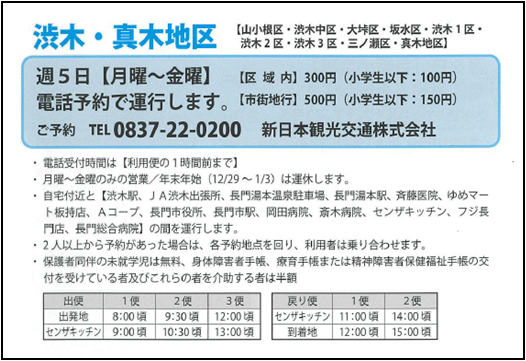 渋木・真木地区
【山小根区・渋木中区・大垰区・坂水区・渋木1区・
渋木2区・渋木3区・三ノ瀬区・真木地区】
週5日【月曜～金曜】
電話予約で運行します。
【区 域 内】300円（小学生以下：100円）
【市街地行】500円（小学生以下：150円）
ご予約 TEL 0837-22-0200 新日本観光交通株式会社
・電話受付時間は【利用便の1時間前まで】
・月曜～金曜のみの営業／年末年始（12/29～1/3）は運休します。
・自宅付近と【渋木駅、JA渋木出張所、長門湯本温泉駐車場、長門湯本駅、斉藤医院、ゆめマー
ト板持店、Aコープ、長門市役所、長門市駅、岡田病院、斎木病院、センザキッチン、フジ長
門店、長門総合病院】の間を運行します。
・2人以上から予約があった場合は、各予約地点を回り、利用者は乗り合わせます。
・保護者同伴の未就学児は無料、身体障害者手帳、療育手帳または精神障害者保健福祉手帳の交
付を受けている者及びこれらの者を介助する者は半額
出便 1便 2便 3便
出発地 8:00頃 9:30頃 12:00頃
センザキッチン 9:00頃 10:30頃 13:00頃
戻り便 1便 2便
センザキッチン 11:00頃 14:00頃
到着地 12:00頃 15:00頃